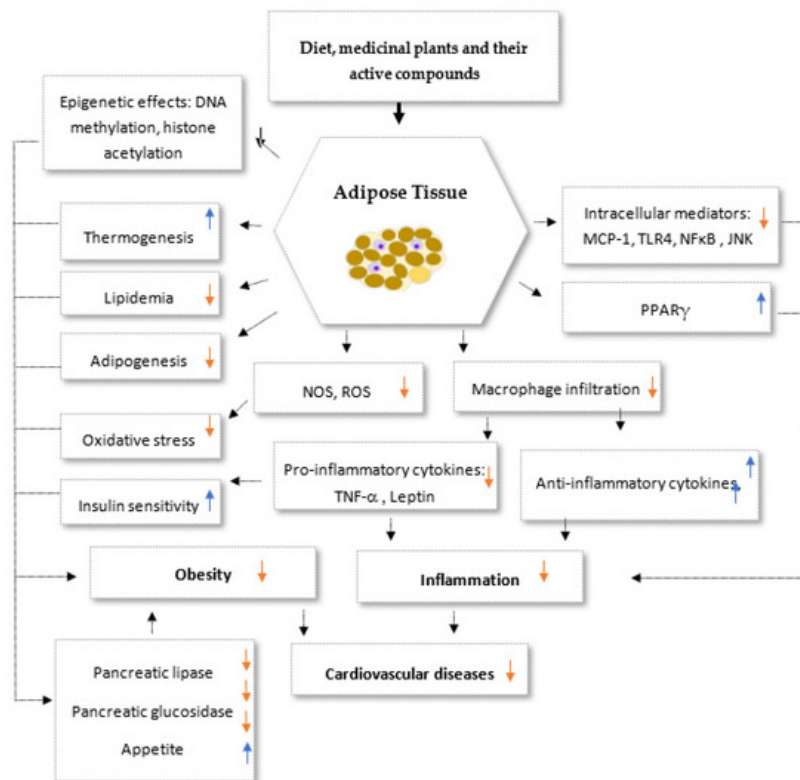 Diet, medicinal plants and their
active compounds
Epigenetic effects: DNA
methylation, histone
acetylation
Adipose Tissue
Thermogenesis
Intracellular mediators:
MCP-1, TLR4, NFκB , JNK
Lipidemia
PPARγ
Adipogenesis
NOS, ROS
Macrophage infiltration
Oxidative stress
Pro-inflammatory cytokines:
TNF-α , Leptin
Anti-inflammatory cytokines
Insulin sensitivity
Obesity
Inflammation
Pancreatic lipase
Pancreatic glucosidase
Appetite
Cardiovascular diseases